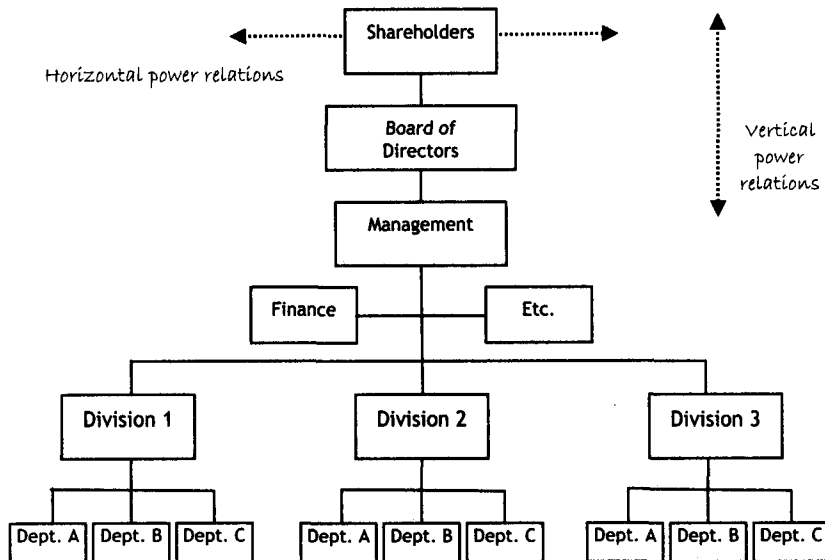 Shareholders
Horizontal power relations
Board of
Directors
Vertical
power
relations
Management
Finance
Etc.
Division 1
Division 2
Division 3
Dept. A
Dept. B
Dept. C
Dept. A
Dept. B
Dept. C
Dept. A
Dept. B
Dept. C